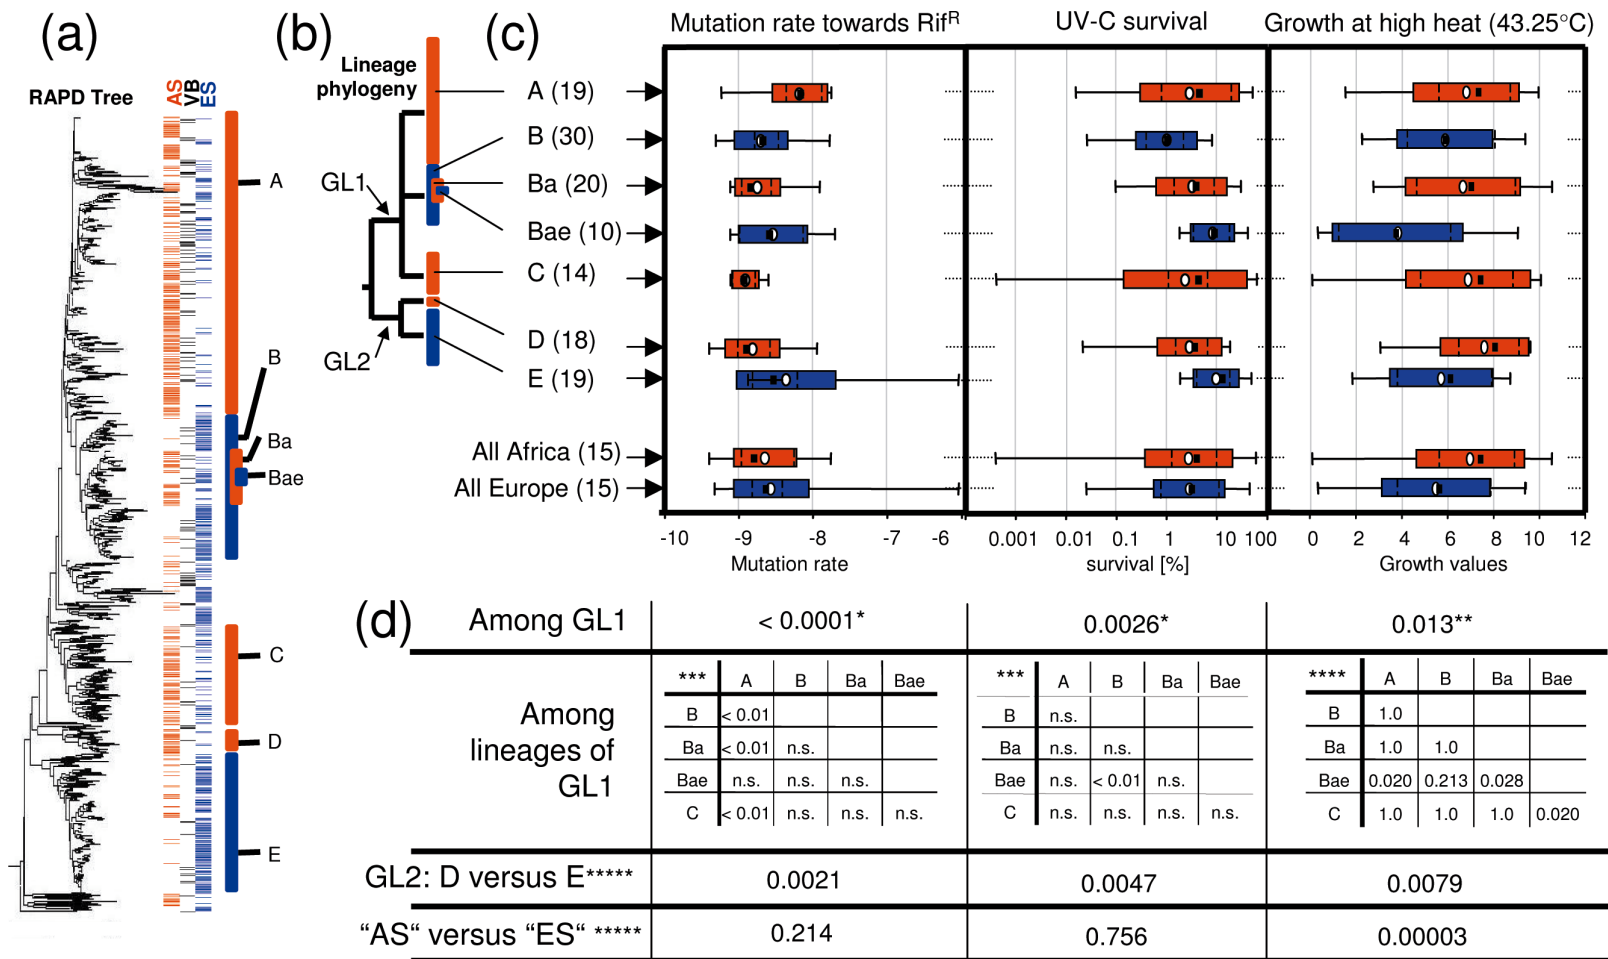 (a)
RAPD Tree
AS
VB
ES
A
B
Ba
Bae
C
D
E
(b)
Lineage
phylogeny
GL1
GL2
(c)
Mutation rate towards Rifᴿ
UV-C survival
Growth at high heat (43.25°C)
A (19)
B (30)
Ba (20)
Bae (10)
C (14)
D (18)
E (19)
All Africa (15)
All Europe (15)
-10 -9 -8 -7 -6
0.001 0.01 0.1 1 10 100
0 2 4 6 8 10 12
Mutation rate
survival [%]
Growth values
(d)
Among GL1 < 0.0001* 0.0026* 0.013**
Among
lineages of
GL1
*** A B Ba Bae
B < 0.01
Ba < 0.01 n.s.
Bae n.s. n.s. n.s.
C < 0.01 n.s. n.s. n.s.
*** A B Ba Bae
B n.s.
Ba n.s. n.s.
Bae n.s. < 0.01 n.s.
C n.s. n.s. n.s. n.s.
**** A B Ba Bae
B 1.0
Ba 1.0 1.0
Bae 0.020 0.213 0.028
C 1.0 1.0 1.0 0.020
GL2: D versus E***** 0.0021 0.0047 0.0079
“AS“ versus “ES“ ***** 0.214 0.756 0.00003